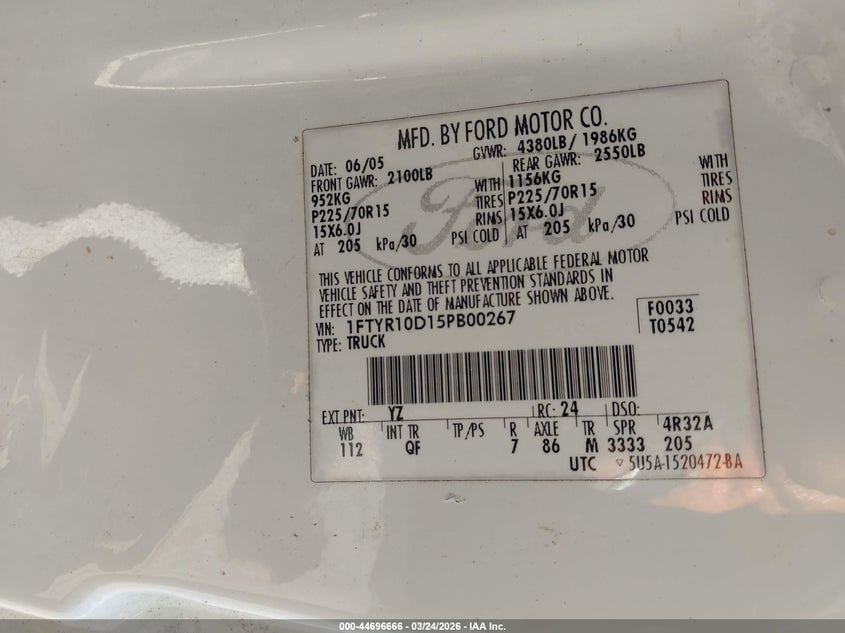 MFD. BY FORD MOTOR CO.
DATE: 06/05 GVWR: 4380LB/ 1986KG
FRONT GAWR: 2100LB REAR GAWR: 2550LB
952KG WITH 1156KG WITH
P225/70R15 TIRES P225/70R15 TIRES
15X6.0J RIMS 15X6.0J RIMS
AT 205 kPa/30 PSI COLD AT 205 kPa/30 PSI COLD
Ford
THIS VEHICLE CONFORMS TO ALL APPLICABLE FEDERAL MOTOR
VEHICLE SAFETY AND THEFT PREVENTION STANDARDS IN
EFFECT ON THE DATE OF MANUFACTURE SHOWN ABOVE.
VIN: 1FTYR10D15PB00267 F0033
TYPE: TRUCK T0542
EXT PNT: YZ RC: 24 DSO:
WB INT TR TP/PS R AXLE TR SPR 4R32A
112 QF 7 86 M 3333 205
UTC ▽ 5U5A-1520472-BA
000-44696666 - 03/24/2026 - IAA Inc.